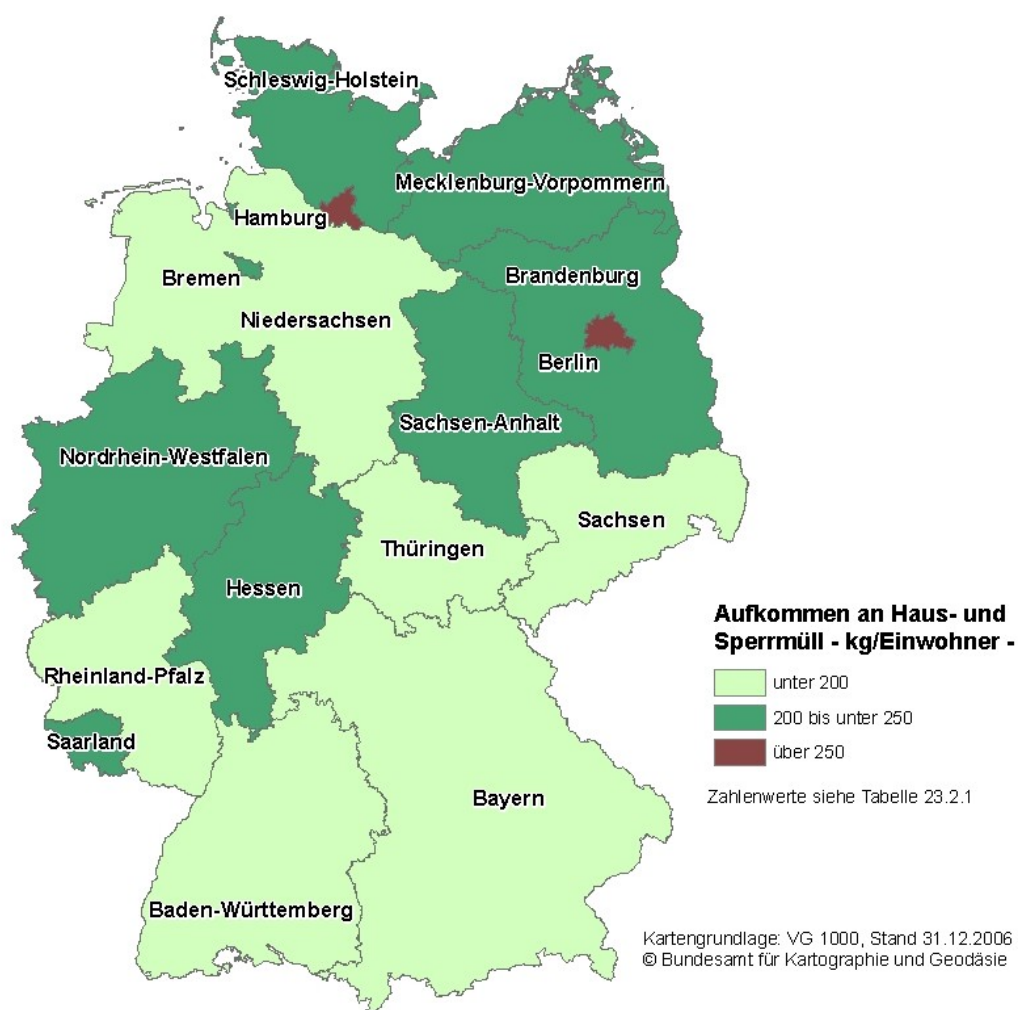 Schleswig-Holstein
Mecklenburg-Vorpommern
Hamburg
Bremen
Brandenburg
Niedersachsen
Berlin
Sachsen-Anhalt
Nordrhein-Westfalen
Sachsen
Thüringen
Hessen
Rheinland-Pfalz
Saarland
Bayern
Baden-Württemberg
Aufkommen an Haus- und
Sperrmüll - kg/Einwohner -
unter 200
200 bis unter 250
über 250
Zahlenwerte siehe Tabelle 23.2.1
Kartengrundlage: VG 1000, Stand 31.12.2006
© Bundesamt für Kartographie und Geodäsie